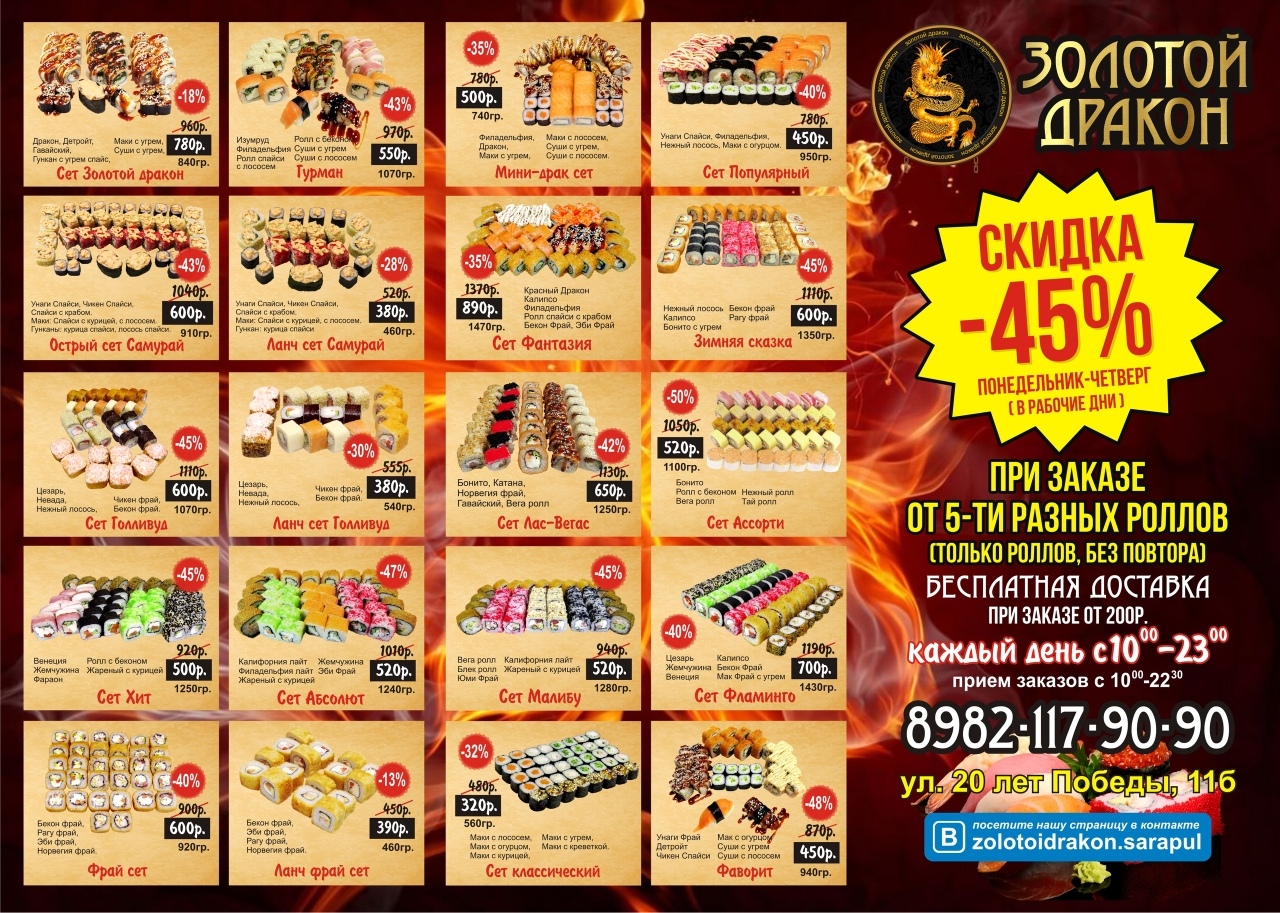 -18%
960р.
780р.
Дракон, Детройт,
Гавайский,
Гункан с угрем спайс,
Маки с угрем,
Суши с угрем,
840гр.
Сет Золотой дракон
-43%
970р.
550р.
Изумруд
Филадельфия
Ролл спайси
с лососем
Ролл с беконом
Суши с угрем
Суши с лососем
1070гр.
Гурман
-35%
780р.
500р.
740гр.
Филадельфия,
Дракон,
Маки с угрем,
Маки с лососем,
Суши с угрем,
Суши с лососем.
Мини-драк сет
-40%
780р.
450р.
Унаги Спайси, Филадельфия,
Нежный лосось, Маки с огурцом.
950гр.
Сет Популярный
-43%
1040р.
600р.
Унаги Спайси, Чикен Спайси,
Спайси с крабом.
Маки: Спайси с курицей, с лососем.
Гунканы: курица спайси, лосось спайси.
910гр.
Острый сет Самурай
-28%
520р.
380р.
Унаги Спайси, Чикен Спайси,
Спайси с крабом.
Маки: Спайси с курицей, с лососем.
Гункан: курица спайси
460гр.
Ланч сет Самурай
-35%
1370р.
890р.
1470гр.
Красный Дракон
Калипсо
Филадельфия
Ролл спайси с крабом
Бекон Фрай, Эби Фрай
Сет Фантазия
-45%
1110р.
600р.
Нежный лосось
Калипсо
Бонито с угрем
Бекон фрай
Рагу фрай
1350гр.
Зимняя сказка
-45%
1110р.
600р.
Цезарь,
Невада,
Нежный лосось,
Чикен фрай,
Бекон фрай.
1070гр.
Сет Голливуд
-30%
555р.
380р.
Цезарь,
Невада,
Нежный лосось,
Чикен фрай,
Бекон фрай.
540гр.
Ланч сет Голливуд
-42%
1130р.
650р.
Бонито, Катана,
Норвегия фрай,
Гавайский, Вега ролл
1250гр.
Сет Лас-Вегас
-50%
1050р.
520р.
1100гр.
Бонито
Ролл с беконом
Вега ролл
Нежный ролл
Тай ролл
Сет Ассорти
-45%
920р.
500р.
Венеция
Жемчужина
Фараон
Ролл с беконом
Жареный с курицей
1250гр.
Сет Хит
-47%
1010р.
520р.
Калифорния лайт
Филадельфия лайт
Жареный с курицей
Жемчужина
Эби Фрай
1240гр.
Сет Абсолют
-45%
940р.
520р.
Вега ролл
Блек ролл
Юми Фрай
Калифорния лайт
Жареный с курицей
1280гр.
Сет Малибу
-40%
1190р.
700р.
Цезарь
Жемчужина
Венеция
Калипсо
Бекон Фрай
Мак Фрай с угрем
1430гр.
Сет Фламинго
-40%
900р.
600р.
Бекон фрай,
Рагу фрай,
Эби фрай,
Норвегия фрай.
920гр.
Фрай сет
-13%
450р.
390р.
Бекон фрай,
Эби фрай,
Рагу фрай,
Норвегия фрай.
460гр.
Ланч фрай сет
-32%
480р.
320р.
560гр.
Маки с лососем,
Маки с огурцом,
Маки с курицей,
Маки с угрем,
Маки с креветкой.
Сет классический
-48%
870р.
450р.
Унаги Фрай
Детройт
Чикен Спайси
Мак с огурцом
Суши с угрем
Суши с лососем
940гр.
Фаворит
золотой дракон золотой дракон золотой дракон золотой дракон
ЗОЛОТОЙ
ДРАКОН
СКИДКА
-45%
ПОНЕДЕЛЬНИК-ЧЕТВЕРГ
( В РАБОЧИЕ ДНИ )
ПРИ ЗАКАЗЕ
ОТ 5-ТИ РАЗНЫХ РОЛЛОВ
(ТОЛЬКО РОЛЛОВ, БЕЗ ПОВТОРА)
БЕСПЛАТНАЯ ДОСТАВКА
ПРИ ЗАКАЗЕ ОТ 200Р.
каждый день с 10 00 –23 00
прием заказов с 10 00-22 30
8982-117-90-90
ул. 20 лет Победы, 11б
В
посетите нашу страницу в контакте
zolotoidrakon.sarapul